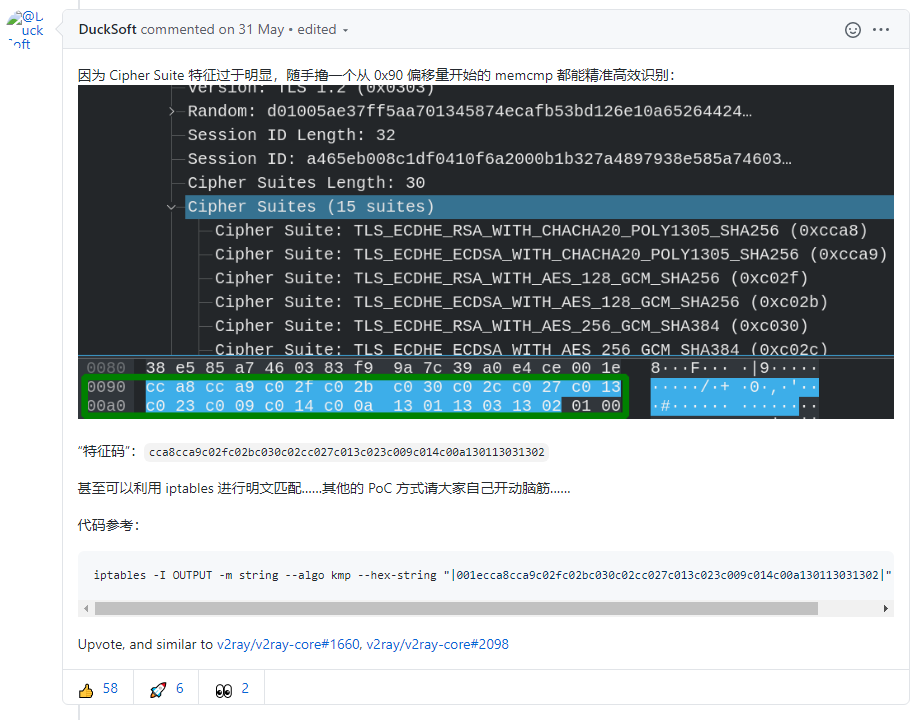 @D
uck
Soft
DuckSoft commented on 31 May • edited
因为 Cipher Suite 特征过于明显，随手撸一个从 0x90 偏移量开始的 memcmp 都能精准高效识别：
Version: TLS 1.2 (0x0303)
Random: d01005ae37ff5aa701345874ecafb53bd126e10a65264424…
Session ID Length: 32
Session ID: a465eb008c1df0410f6a2000b1b327a4897938e585a74603…
Cipher Suites Length: 30
Cipher Suites (15 suites)
Cipher Suite: TLS_ECDHE_RSA_WITH_CHACHA20_POLY1305_SHA256 (0xcca8)
Cipher Suite: TLS_ECDHE_ECDSA_WITH_CHACHA20_POLY1305_SHA256 (0xcca9)
Cipher Suite: TLS_ECDHE_RSA_WITH_AES_128_GCM_SHA256 (0xc02f)
Cipher Suite: TLS_ECDHE_ECDSA_WITH_AES_128_GCM_SHA256 (0xc02b)
Cipher Suite: TLS_ECDHE_RSA_WITH_AES_256_GCM_SHA384 (0xc030)
Cipher Suite: TLS_ECDHE_ECDSA_WITH_AES_256_GCM_SHA384 (0xc02c)
0080 38 e5 85 a7 46 03 83 f9 9a 7c 39 a0 e4 ce 00 1e 8···F··· ·|9·····
0090 cc a8 cc a9 c0 2f c0 2b c0 30 c0 2c c0 27 c0 13 ·····/·+ ·0·,·'··
00a0 c0 23 c0 09 c0 14 c0 0a 13 01 13 03 13 02 01 00 ·#······ ········
“特征码”： cca8cca9c02fc02bc030c02cc027c013c023c009c014c00a130113031302
甚至可以利用 iptables 进行明文匹配……其他的 PoC 方式请大家自己开动脑筋……
代码参考：
iptables -I OUTPUT -m string --algo kmp --hex-string "|001ecca8cca9c02fc02bc030c02cc027c013c023c009c014c00a130113031302|"
Upvote, and similar to v2ray/v2ray-core#1660, v2ray/v2ray-core#2098
👍 58 🚀 6 👀 2